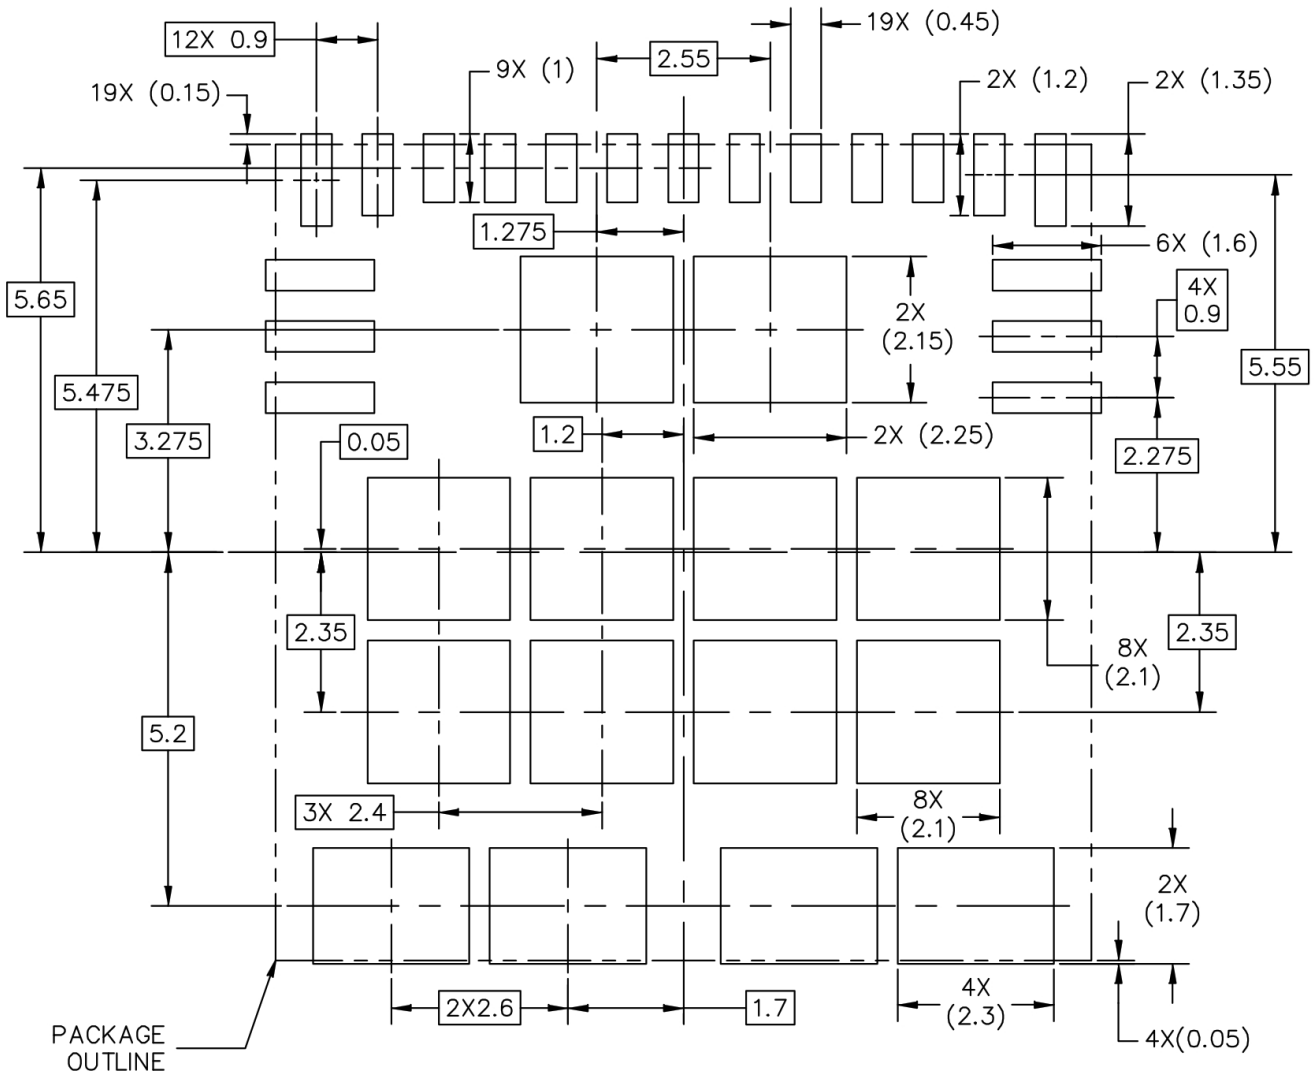 12X 0.9
2.55
19X (0.45)
9X (1)
19X (0.15)
2X (1.2)
2X (1.35)
1.275
6X (1.6)
5.65
4X
0.9
2X
(2.15)
5.55
5.475
3.275
0.05
1.2
2X (2.25)
2.275
2.35
2.35
8X
(2.1)
5.2
3X 2.4
8X
(2.1)
2X
(1.7)
2X2.6
1.7
4X
(2.3)
4X(0.05)
PACKAGE
OUTLINE